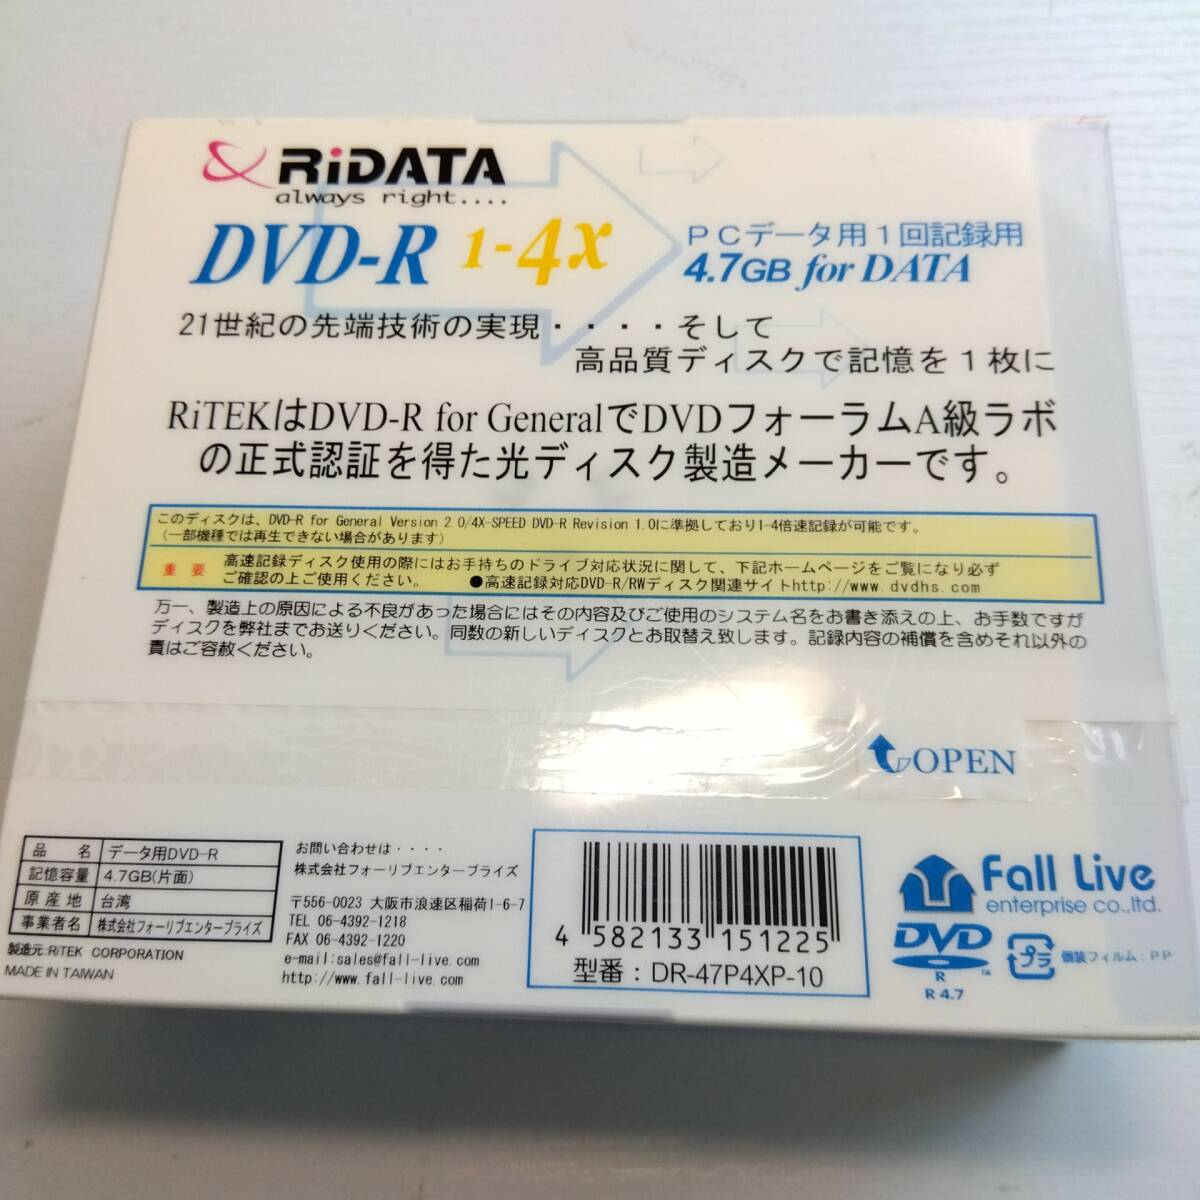 RiDATA
always right....
DVD-R 1-4x
PCデータ用1回記録用
4.7GB for DATA
21世紀の先端技術の実現・・・・そして
高品質ディスクで記憶を1枚に
RiTEKはDVD-R for GeneralでDVDフォーラムA級ラボ
の正式認証を得た光ディスク製造メーカーです。
このディスクは、DVD-R for General Version 2.0/4X-SPEED DVD-R Revision 1.0に準拠しており1-4倍速記録が可能です。
(一部機種では再生できない場合があります)
重要 高速記録ディスク使用の際にはお手持ちのドライブ対応状況に関して、下記ホームページをご覧になり必ず
ご確認の上ご使用ください。 ●高速記録対応DVD-R/RWディスク関連サイトhttp://www.dvdhs.com
万一、製造上の原因による不良があった場合にはその内容及びご使用のシステム名をお書き添えの上、お手数ですが
ディスクを弊社までお送りください。同数の新しいディスクとお取替え致します。記録内容の補償を含めそれ以外の
責はご容赦ください。
OPEN
品名 データ用DVD-R
記憶容量 4.7GB(片面)
原産地 台湾
事業者名 株式会社フォーリブエンタープライズ
製造元:RiTEK CORPORATION
MADE IN TAIWAN
お問い合わせは・・・・
株式会社フォーリブエンタープライズ
〒556-0023 大阪市浪速区稲荷1-6-7
TEL 06-4392-1218
FAX 06-4392-1220
e-mail:sales@fall-live.com
http://www.fall-live.com
4 582133 151225
型番:DR-47P4XP-10
Fall Live
enterprise co.,ltd.
DVD
R
TM
R 4.7
プラ
個装フィルム:PP